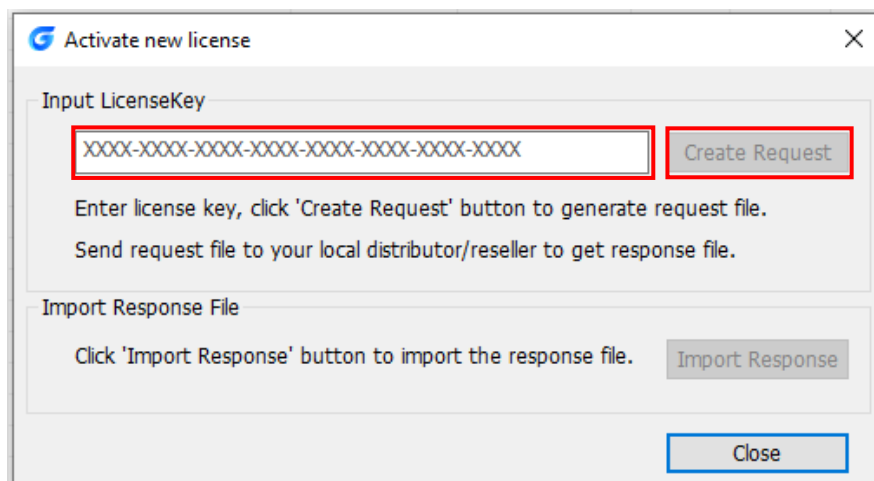 Activate new license
Input LicenseKey
XXXX-XXXX-XXXX-XXXX-XXXX-XXXX-XXXX-XXXX
Create Request
Enter license key, click 'Create Request' button to generate request file.
Send request file to your local distributor/reseller to get response file.
Import Response File
Click 'Import Response' button to import the response file.
Import Response
Close